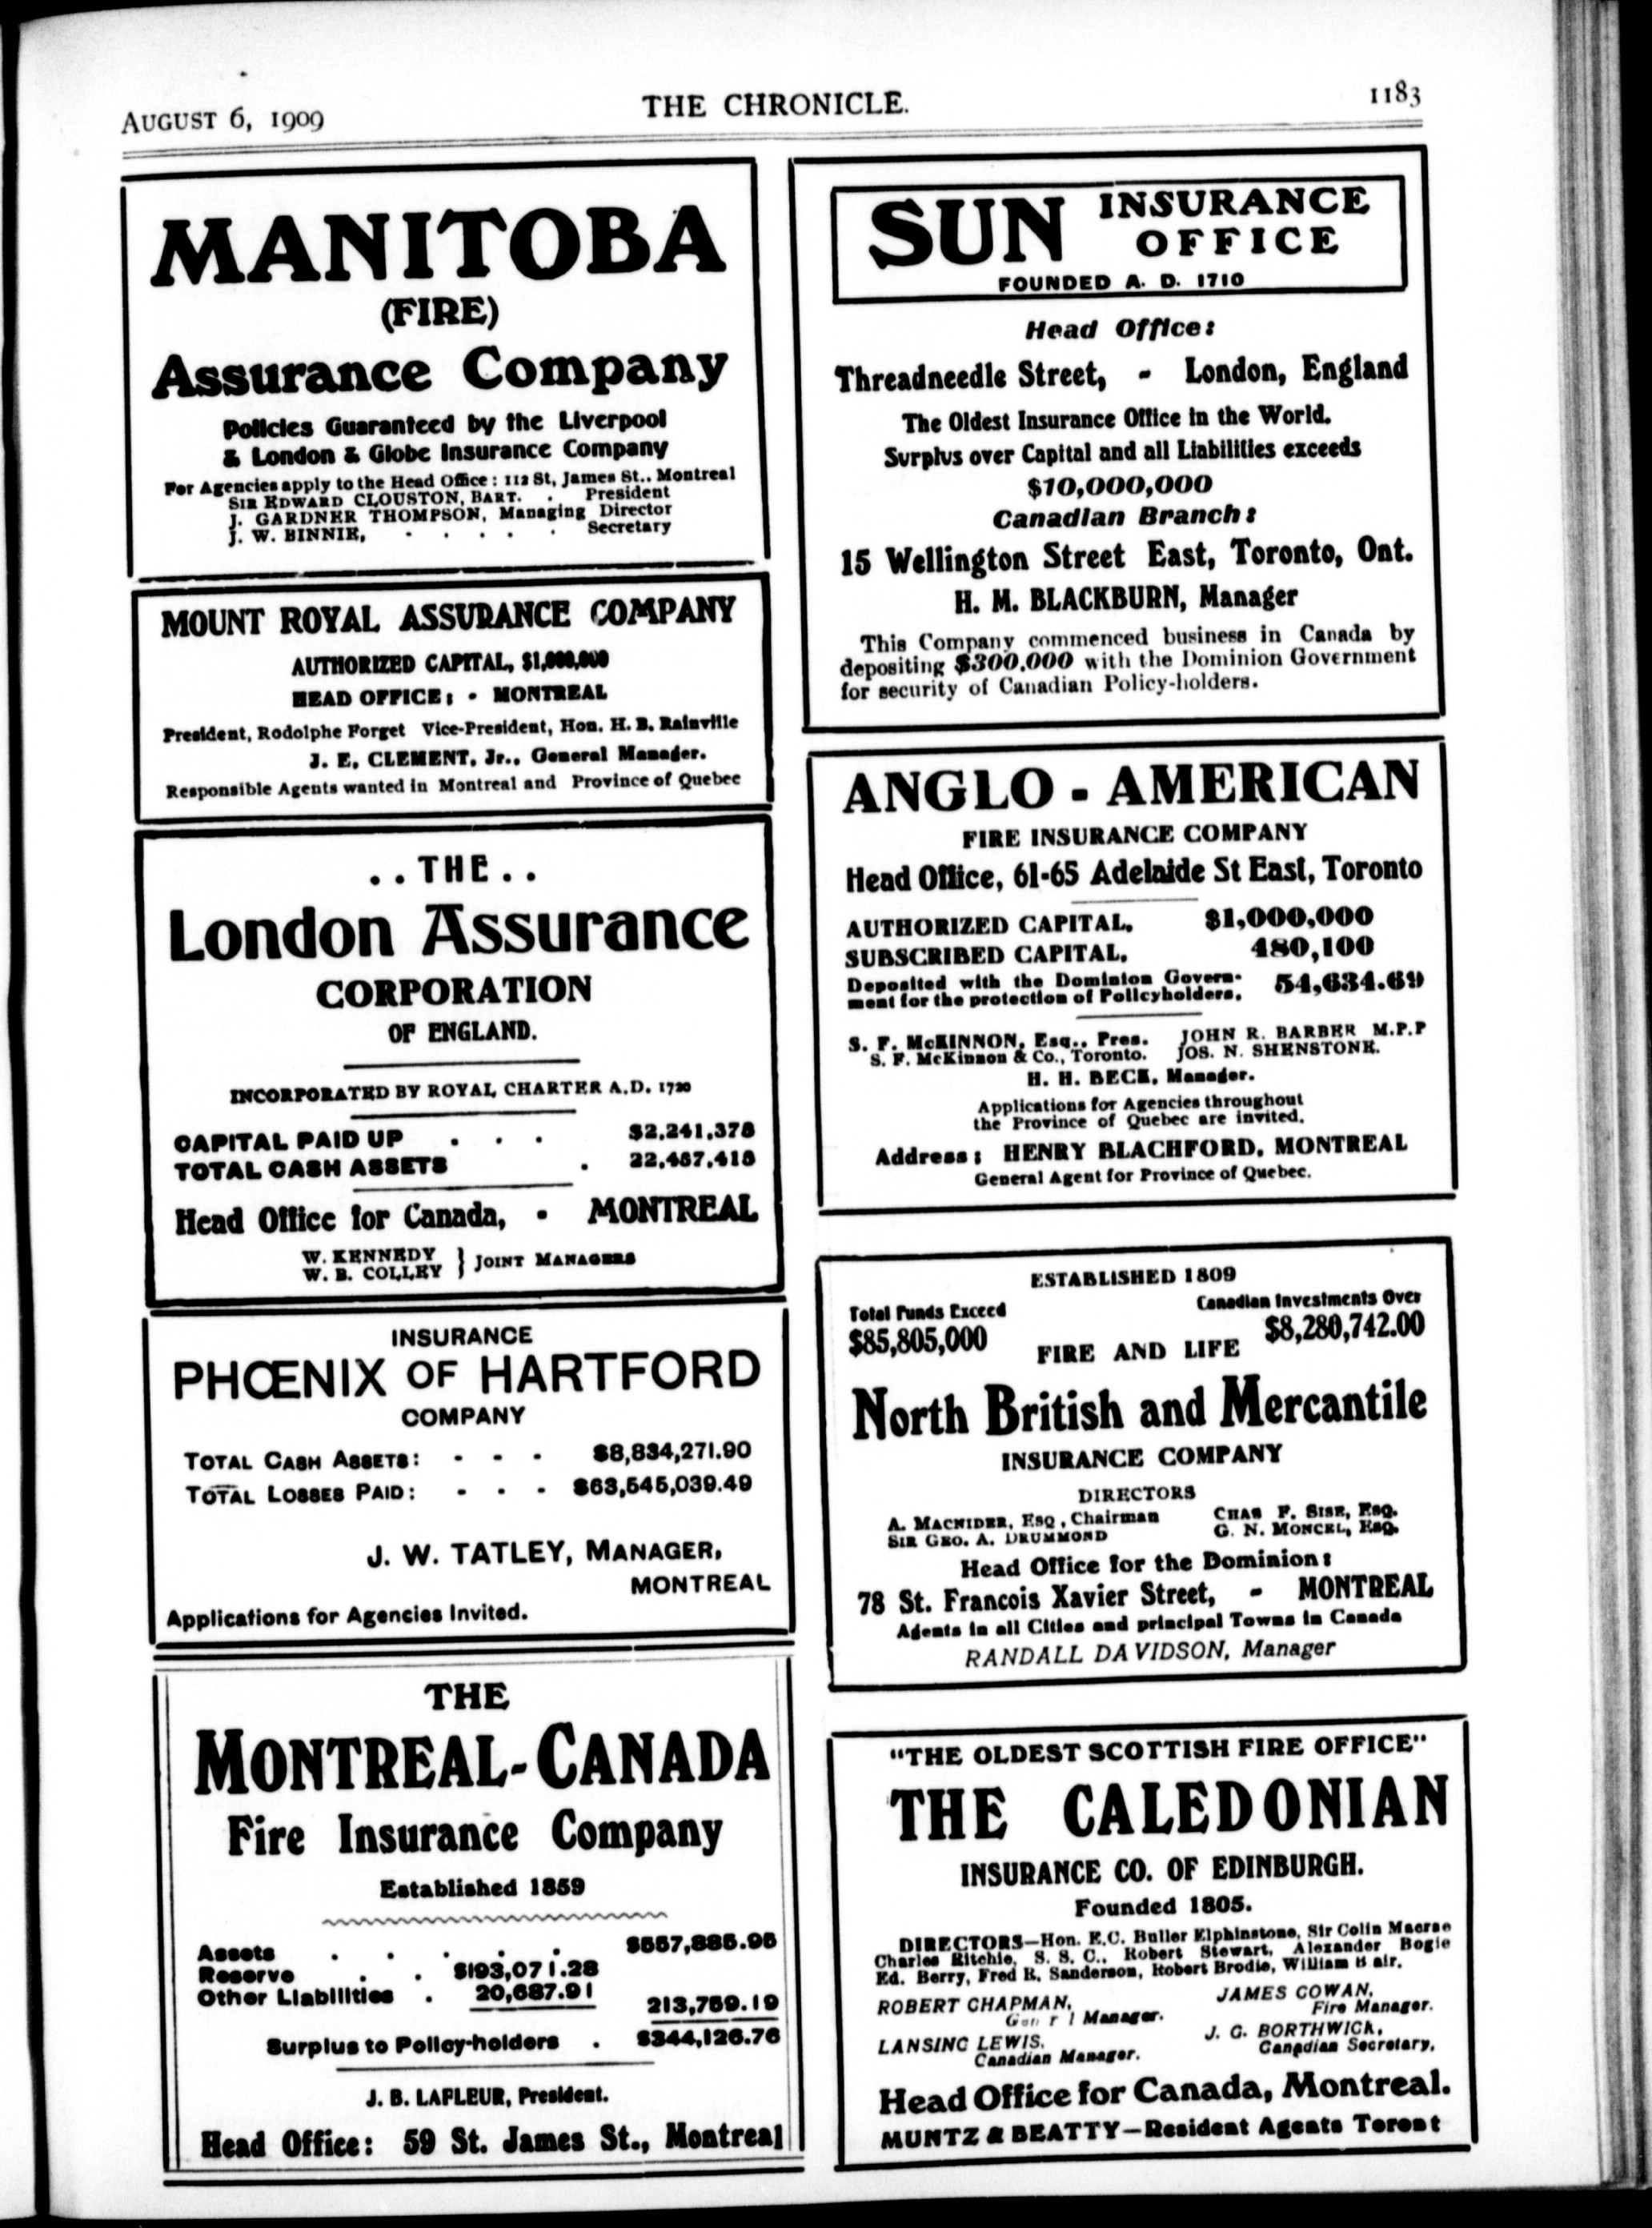 AUGUST 6, 1909
THE CHRONICLE.
1183
MANITOBA
(FIRE)
Assurance Company
Policies Guaranteed by the Liverpool
& London & Globe Insurance Company
For Agencies apply to the Head Office : 112 St, James St.. Montreal
SIR EDWARD CLOUSTON, BART. . President
J. GARDNER THOMPSON, Managing Director
J. W. BINNIE, . . . . . Secretary
MOUNT ROYAL ASSURANCE COMPANY
AUTHORIZED CAPITAL, $1,000,000
HEAD OFFICE; - MONTREAL
President, Rodolphe Forget Vice-President, Hon. H. B. Rainville
J. E. CLEMENT, Jr., General Manager.
Responsible Agents wanted in Montreal and Province of Quebec
. . THE . .
London Assurance
CORPORATION
OF ENGLAND.
INCORPORATED BY ROYAL CHARTER A.D. 1720
CAPITAL PAID UP . . . $2,241,375
TOTAL CASH ASSETS . 22,457,415
Head Office for Canada, - MONTREAL
W. KENNEDY
W. B. COLLEY } JOINT MANAGERS
INSURANCE
PHŒNIX OF HARTFORD
COMPANY
TOTAL CASH ASSETS: - - - $8,834,271.90
TOTAL LOSSES PAID: - - - $63,545,039.49
J. W. TATLEY, MANAGER,
MONTREAL
Applications for Agencies Invited.
THE
MONTREAL-CANADA
Fire Insurance Company
Established 1859
Assets . . . . . $557,885.95
Reserve . . $193,071.28
Other Liabilities . 20,687.91 213,759.19
Surplus to Policy-holders . $344,126.76
J. B. LAFLEUR, President.
Head Office: 59 St. James St., Montreal
SUN INSURANCE
OFFICE
FOUNDED A. D. 1710
Head Office:
Threadneedle Street, - London, England
The Oldest Insurance Office in the World.
Surplus over Capital and all Liabilities exceeds
$10,000,000
Canadian Branch:
15 Wellington Street East, Toronto, Ont.
H. M. BLACKBURN, Manager
This Company commenced business in Canada by
depositing $300,000 with the Dominion Government
for security of Canadian Policy-holders.
ANGLO - AMERICAN
FIRE INSURANCE COMPANY
Head Office, 61-65 Adelaide St East, Toronto
AUTHORIZED CAPITAL, $1,000,000
SUBSCRIBED CAPITAL, 480,100
Deposited with the Dominion Govern-
ment for the protection of Policyholders, 54,634.69
S. F. McKINNON, Esq., Pres. JOHN R. BARBER M.P.P
S. F. McKinnon & Co., Toronto. JOS. N. SHENSTONE.
H. H. BECK, Manager.
Applications for Agencies throughout
the Province of Quebec are invited.
Address; HENRY BLACHFORD, MONTREAL
General Agent for Province of Quebec.
ESTABLISHED 1809
Total Funds Exceed Canadian Investments Over
$85,805,000 FIRE AND LIFE $8,280,742.00
North British and Mercantile
INSURANCE COMPANY
DIRECTORS
A. MACNIDER, ESQ , Chairman CHAS F. SISE, ESQ.
SIR GEO. A. DRUMMOND G. N. MONCEL, ESQ.
Head Office for the Dominion:
78 St. Francois Xavier Street, - MONTREAL
Agents in all Cities and principal Towns in Canada
RANDALL DAVIDSON, Manager
"THE OLDEST SCOTTISH FIRE OFFICE"
THE CALEDONIAN
INSURANCE CO. OF EDINBURGH.
Founded 1805.
DIRECTORS—Hon. E.C. Buller Elphinstone, Sir Colin Macrae
Charles Ritchie, S. S. C., Robert Stewart, Alexander Bogie
Ed. Berry, Fred R. Sanderson, Robert Brodie, William B air.
ROBERT CHAPMAN, JAMES COWAN,
Gen r l Manager. Fire Manager.
LANSING LEWIS, J. G. BORTHWICK,
Canadian Manager. Canadian Secretary,
Head Office for Canada, Montreal.
MUNTZ & BEATTY—Resident Agents Toront